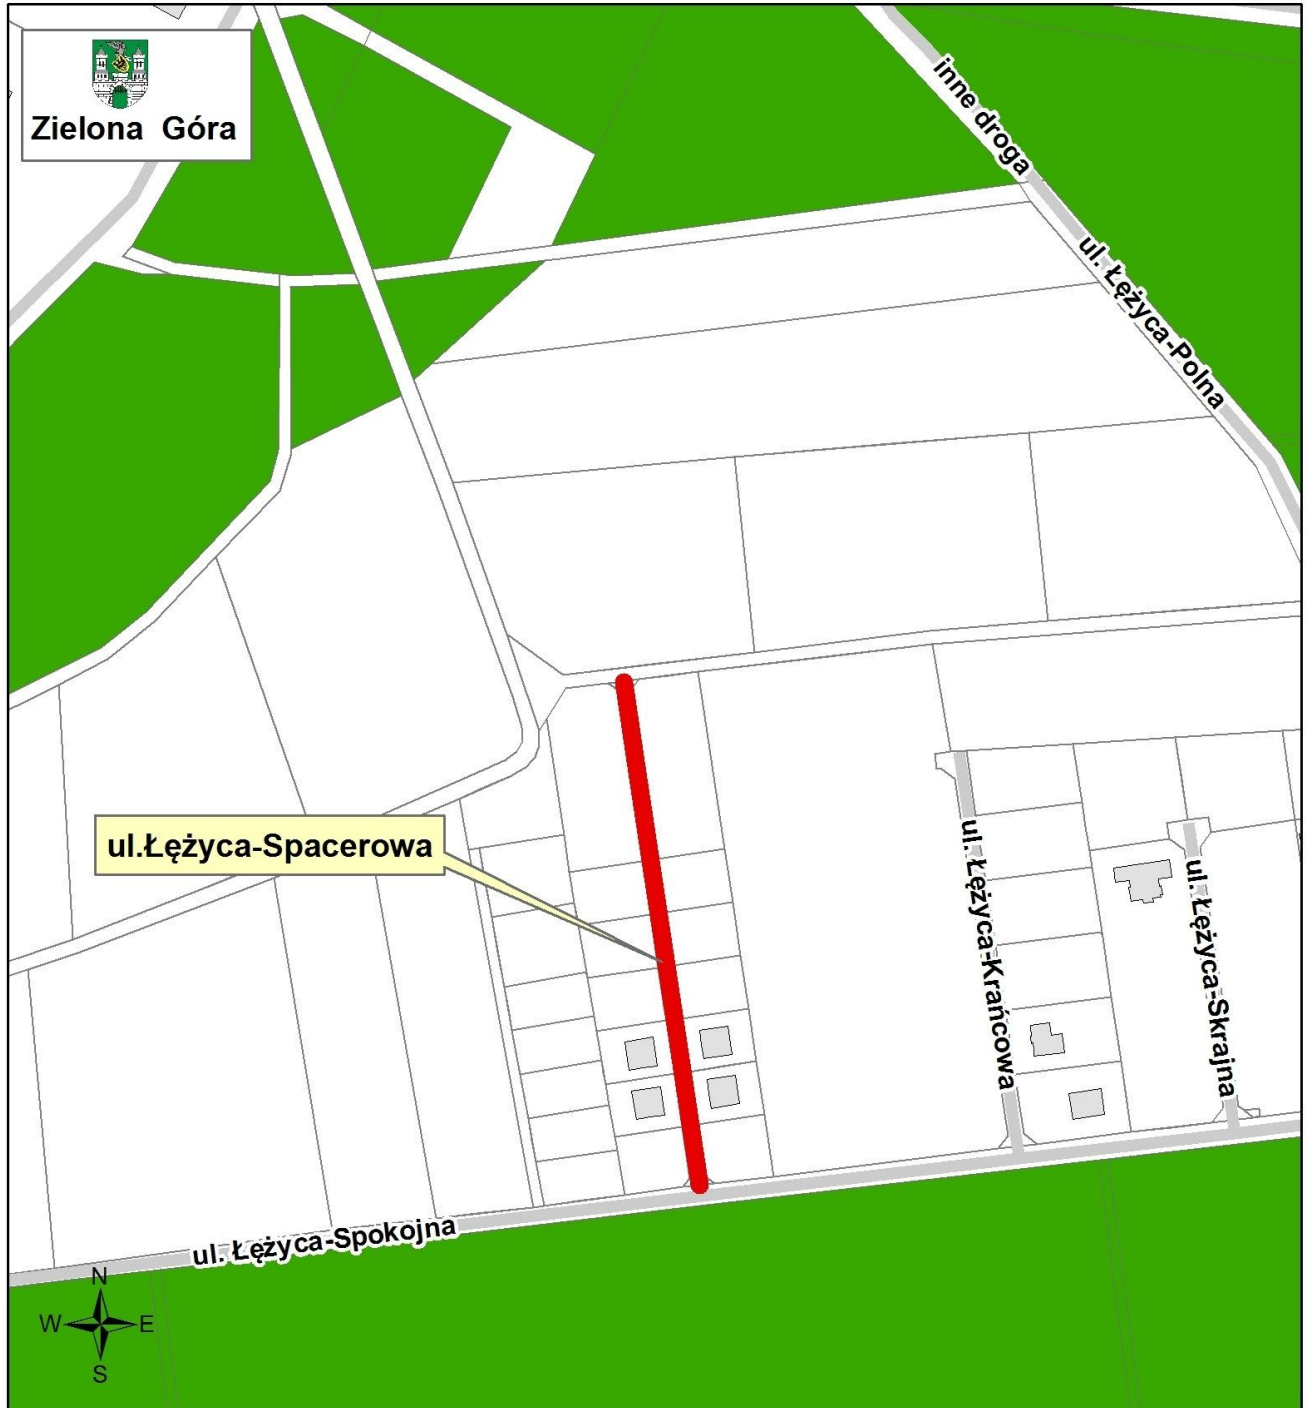 Zielona Góra
inne droga
ul. Łężyca-Polna
ul.Łężyca-Spacerowa
ul. Łężyca-Krańcowa
ul. Łężyca-Skrajna
ul. Łężyca-Spokojna
N
W E
S